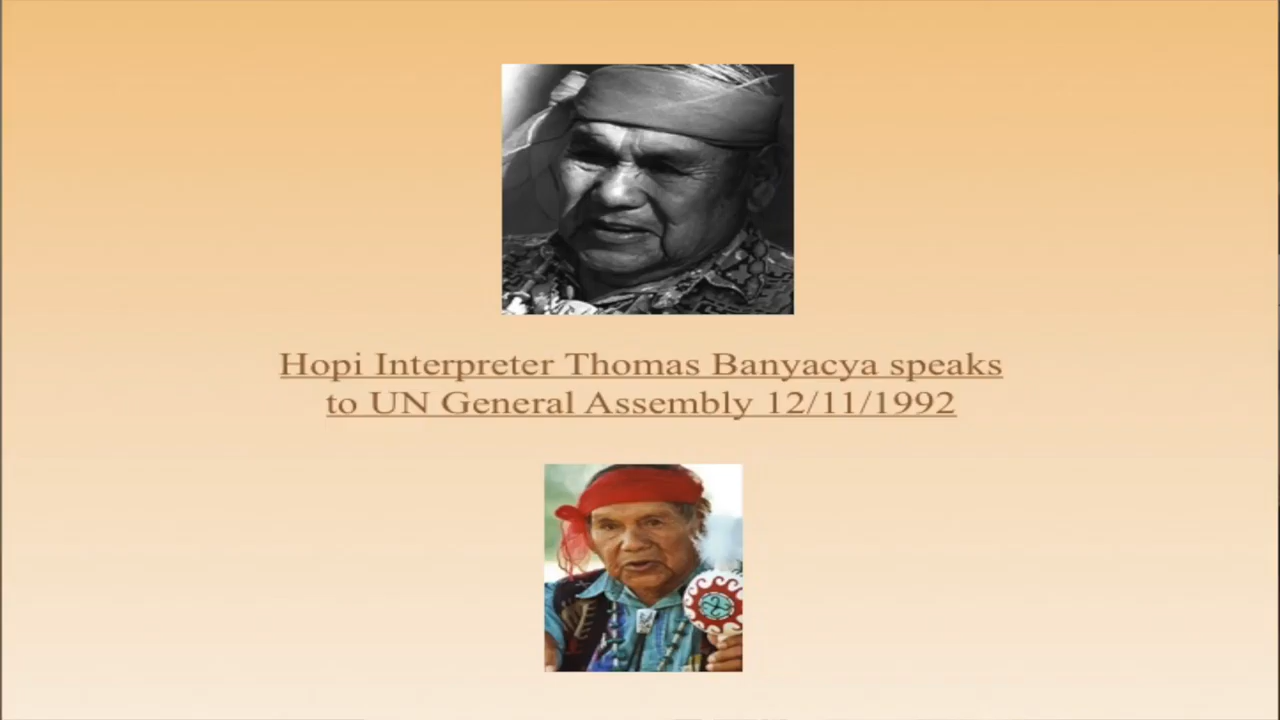 Hopi Interpreter Thomas Banyacya speaks
to UN General Assembly 12/11/1992